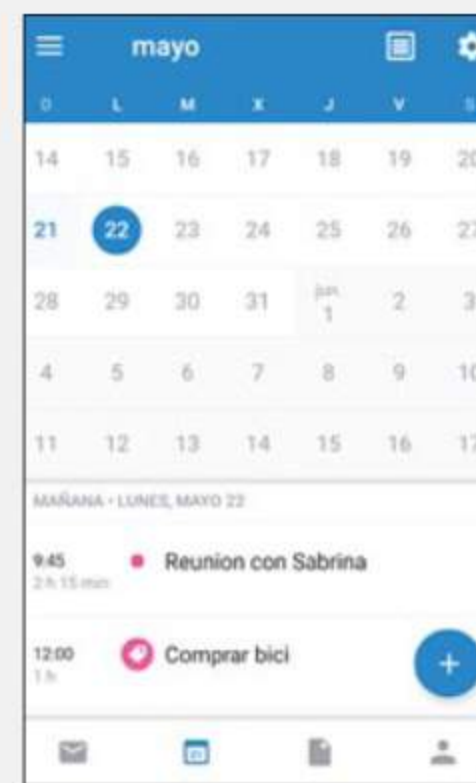 mayo
D L M X J V S
14 15 16 17 18 19 20
21 22 23 24 25 26 27
28 29 30 31 jun. 1 2 3
4 5 6 7 8 9 10
11 12 13 14 15 16 17
MAÑANA • LUNES, MAYO 22
9:45 Reunion con Sabrina
2 h 15 min
12:00 Comprar bici
1 h
+